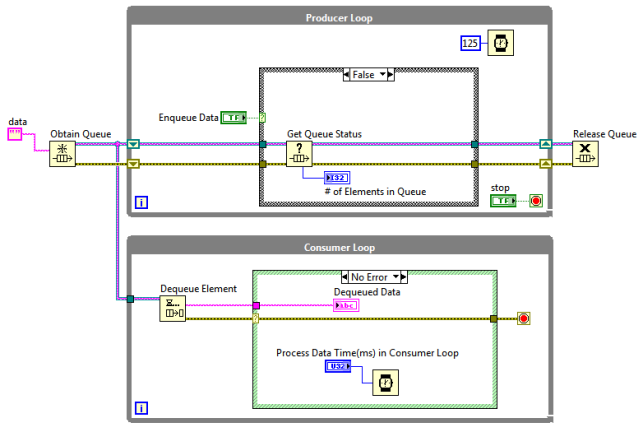 Producer Loop
125
False
data
Enqueue Data
TF
?
Obtain Queue
Get Queue Status
Release Queue
?
I32
# of Elements in Queue
stop
TF
i
Consumer Loop
No Error
Dequeue Element
Dequeued Data
abc
?
Process Data Time(ms) in Consumer Loop
U32
i